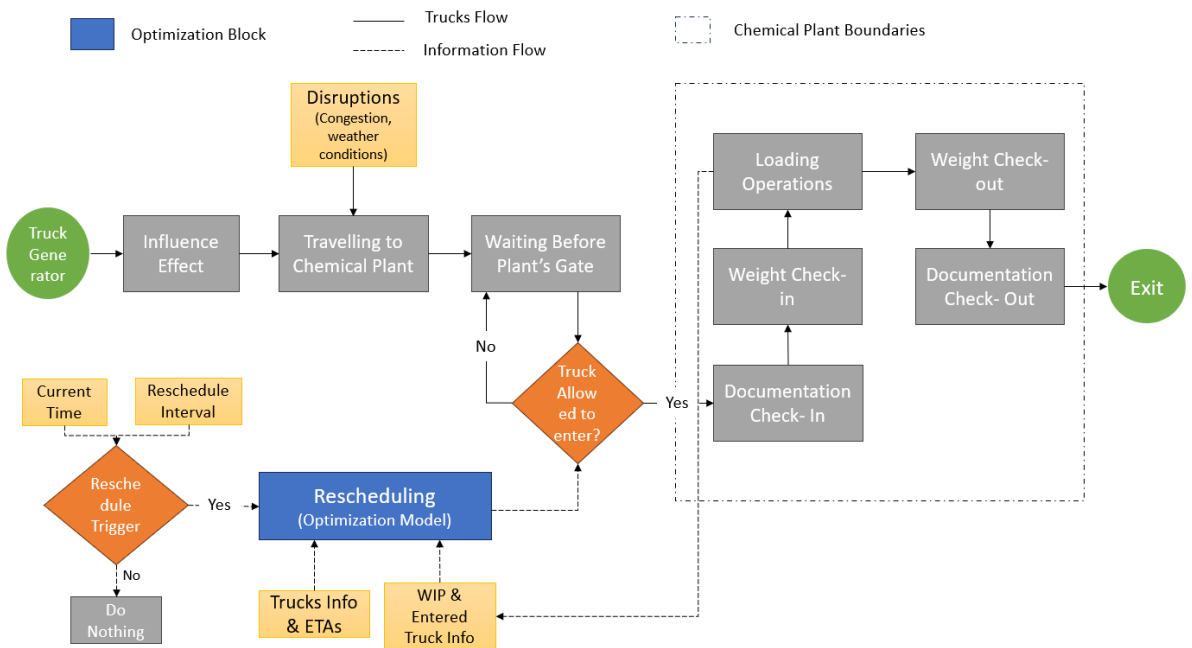 Optimization Block
Trucks Flow
Information Flow
Chemical Plant Boundaries
Disruptions
(Congestion,
weather
conditions)
Truck
Gene
rator
Influence
Effect
Travelling to
Chemical Plant
Waiting Before
Plant's Gate
Loading
Operations
Weight Check-
out
Weight Check-
in
Documentation
Check- Out
Exit
No
Truck
Allow
ed to
enter?
Yes
Documentation
Check- In
Current
Time
Reschedule
Interval
Resche
dule
Trigger
Yes
Rescheduling
(Optimization Model)
No
Do
Nothing
Trucks Info
& ETAs
WIP &
Entered
Truck Info